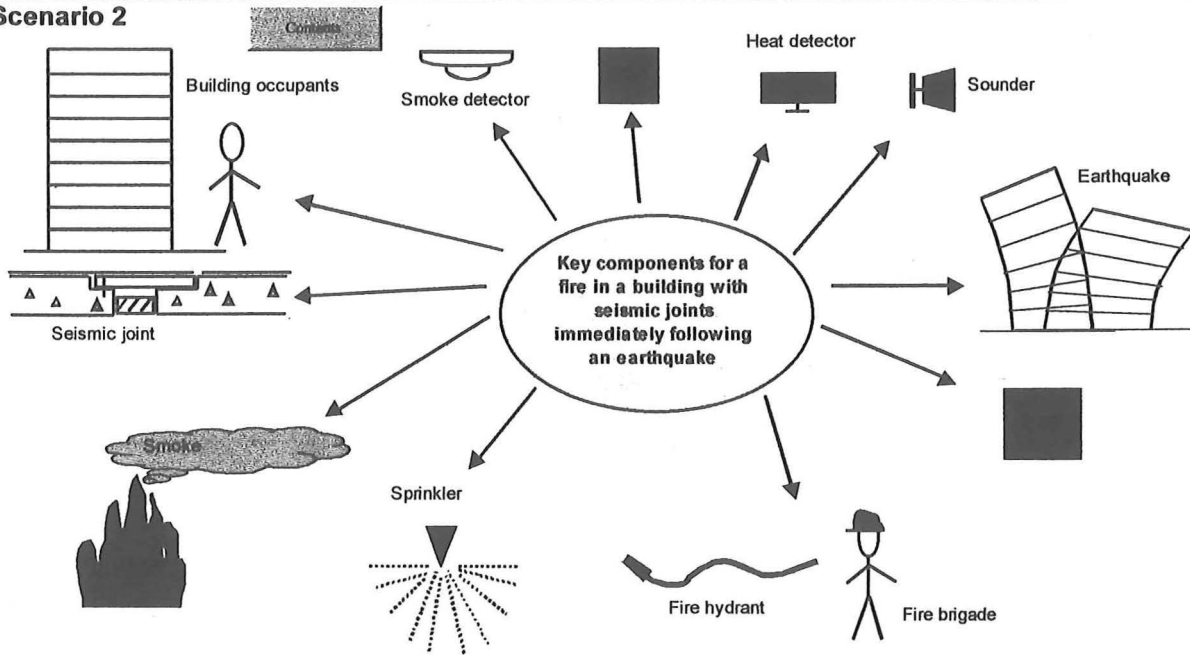 Scenario 2
Contents
Building occupants
Smoke detector
Heat detector
Sounder
Earthquake
Key components for a
fire in a building with
seismic joints
immediately following
an earthquake
Seismic joint
Smoke
Sprinkler
Fire hydrant
Fire brigade